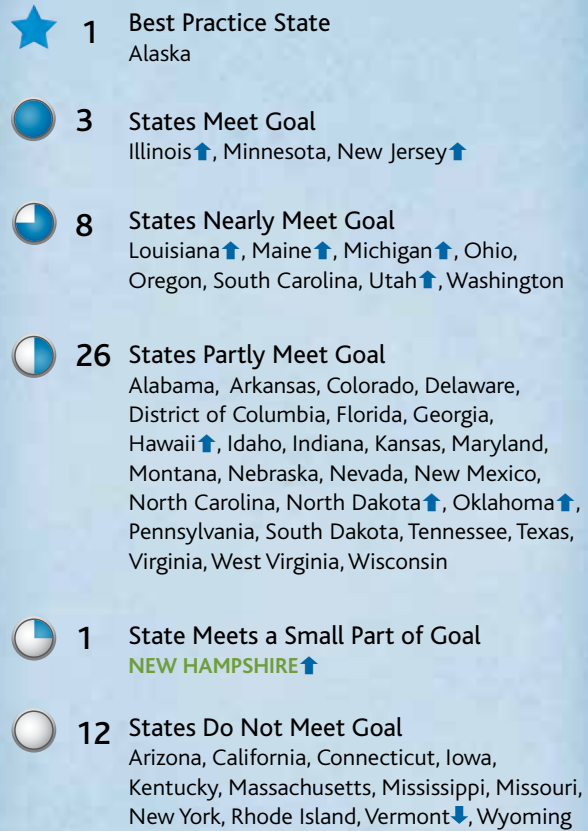 1 Best Practice State
Alaska
3 States Meet Goal
Illinois⬆, Minnesota, New Jersey⬆
8 States Nearly Meet Goal
Louisiana⬆, Maine⬆, Michigan⬆, Ohio,
Oregon, South Carolina, Utah⬆, Washington
26 States Partly Meet Goal
Alabama, Arkansas, Colorado, Delaware,
District of Columbia, Florida, Georgia,
Hawaii⬆, Idaho, Indiana, Kansas, Maryland,
Montana, Nebraska, Nevada, New Mexico,
North Carolina, North Dakota⬆, Oklahoma⬆,
Pennsylvania, South Dakota, Tennessee, Texas,
Virginia, West Virginia, Wisconsin
1 State Meets a Small Part of Goal
NEW HAMPSHIRE⬆
12 States Do Not Meet Goal
Arizona, California, Connecticut, Iowa,
Kentucky, Massachusetts, Mississippi, Missouri,
New York, Rhode Island, Vermont⬇, Wyoming